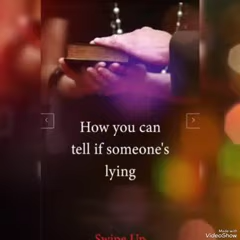 How you can
tell if someone's
lying
Swipe Up
Made with
VideoShow